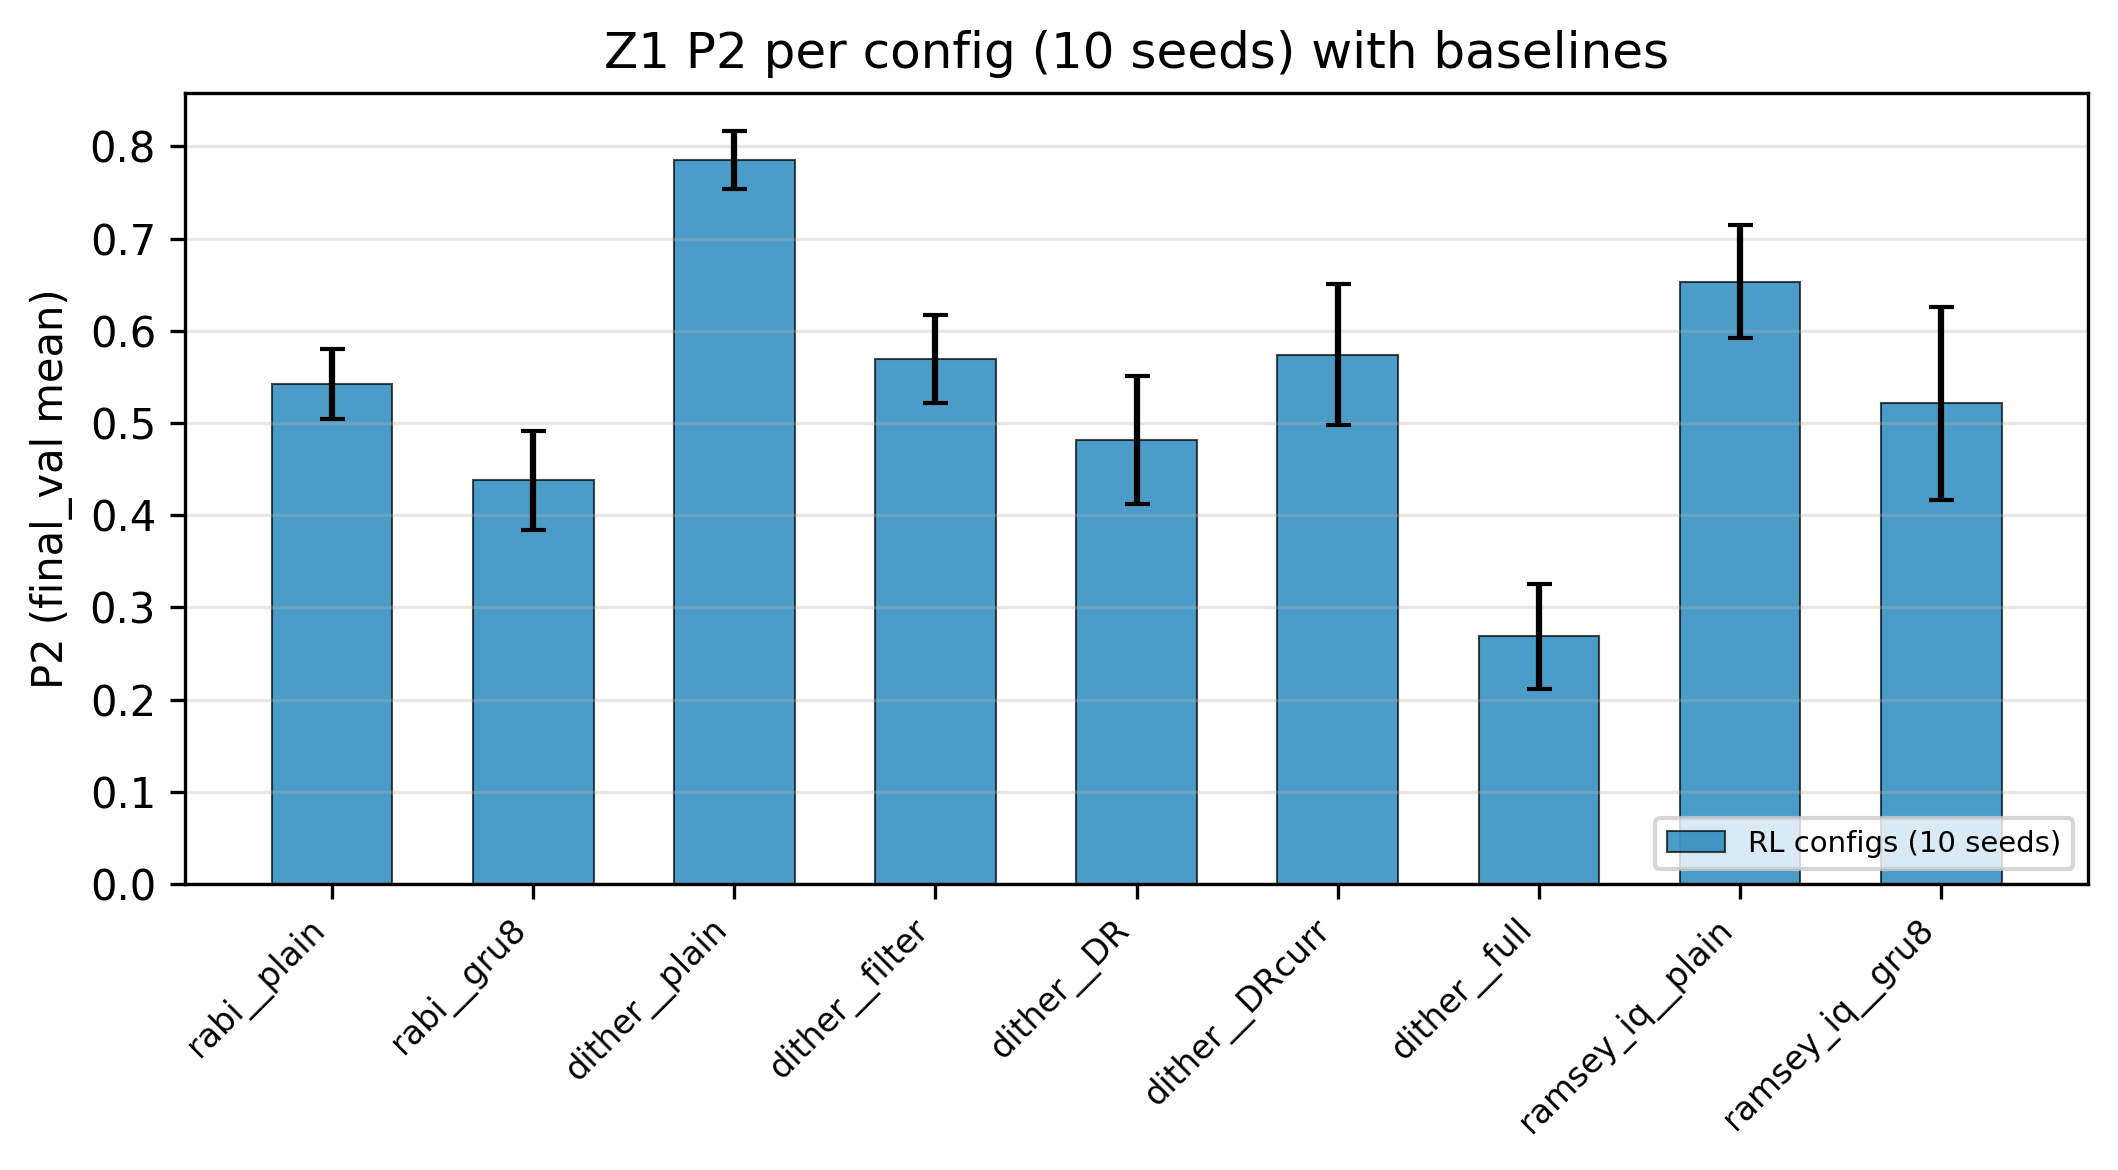 Z1 P2 per config (10 seeds) with baselines
P2 (final_val mean)
0.8
0.7
0.6
0.5
0.4
0.3
0.2
0.1
0.0
RL configs (10 seeds)
rabi__plain
rabi__gru8
dither__plain
dither__filter
dither__DR
dither__DRcurr
dither__full
ramsey_iq__plain
ramsey_iq__gru8